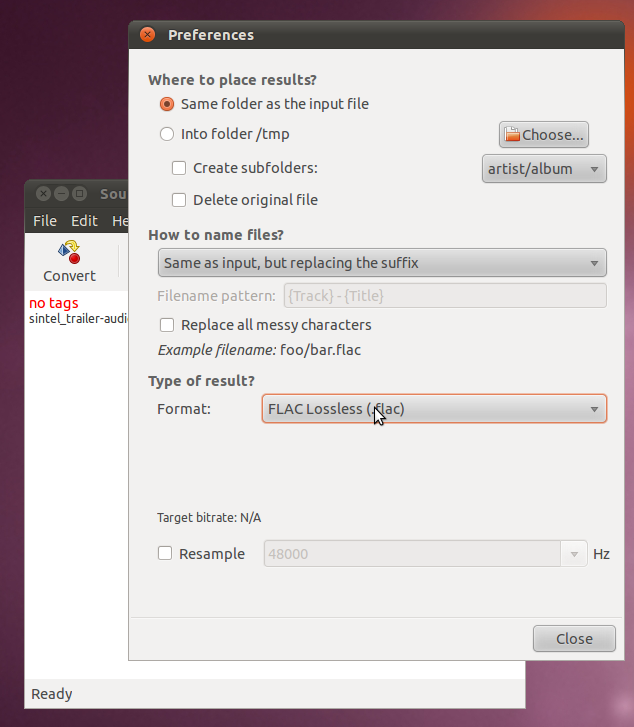 Preferences
Where to place results?
Same folder as the input file
Into folder /tmp
Choose...
Create subfolders:
artist/album
Delete original file
How to name files?
Same as input, but replacing the suffix
Filename pattern: {Track} - {Title}
Replace all messy characters
Example filename: foo/bar.flac
Type of result?
Format: FLAC Lossless (.flac)
Target bitrate: N/A
Resample 48000 Hz
Close
Sou
File Edit He
Convert
no tags
sintel_trailer-audi
Ready